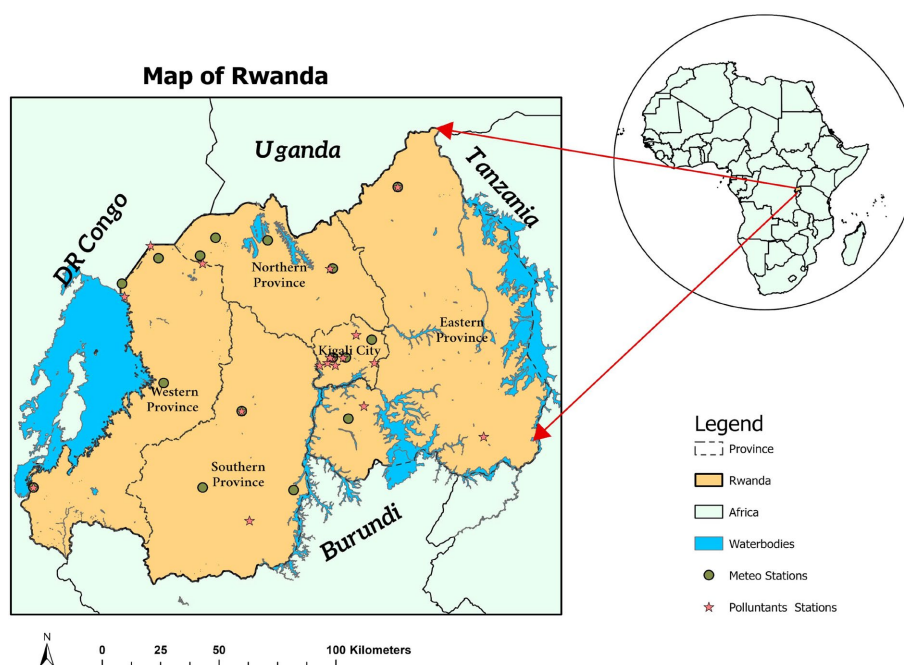 Map of Rwanda
Uganda
Tanzania
DR Congo
Northern
Province
Eastern
Province
Kigali City
Western
Province
Southern
Province
Burundi
Legend
Province
Rwanda
Africa
Waterbodies
Meteo Stations
Polluntants Stations
N
0 25 50 100 Kilometers